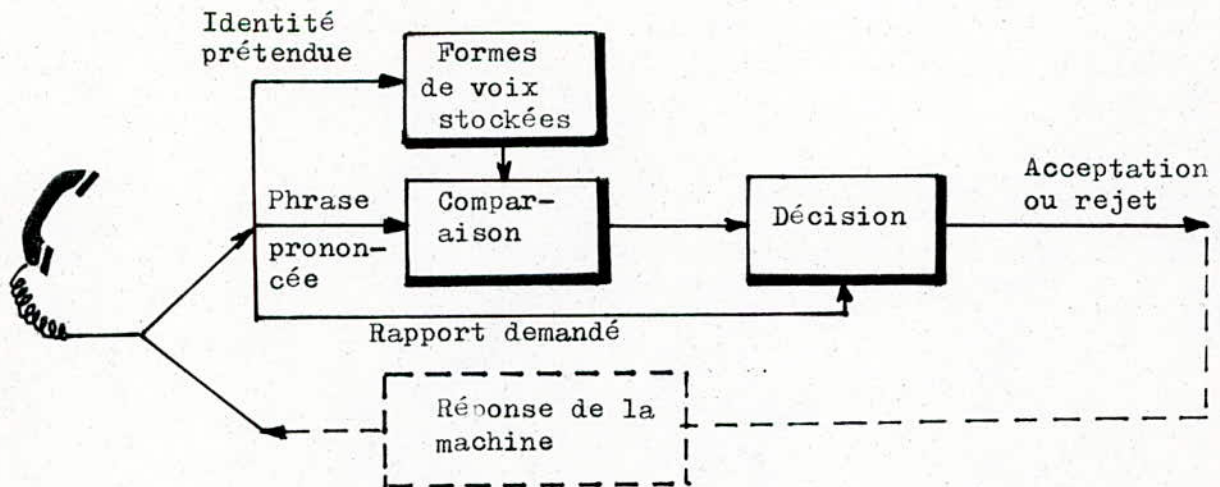 Identité
prétendue
Formes
de voix
stockées
Phrase
pronon-
cée
Compar-
aison
Décision
Acceptation
ou rejet
Rapport demandé
Réponse de la
machine